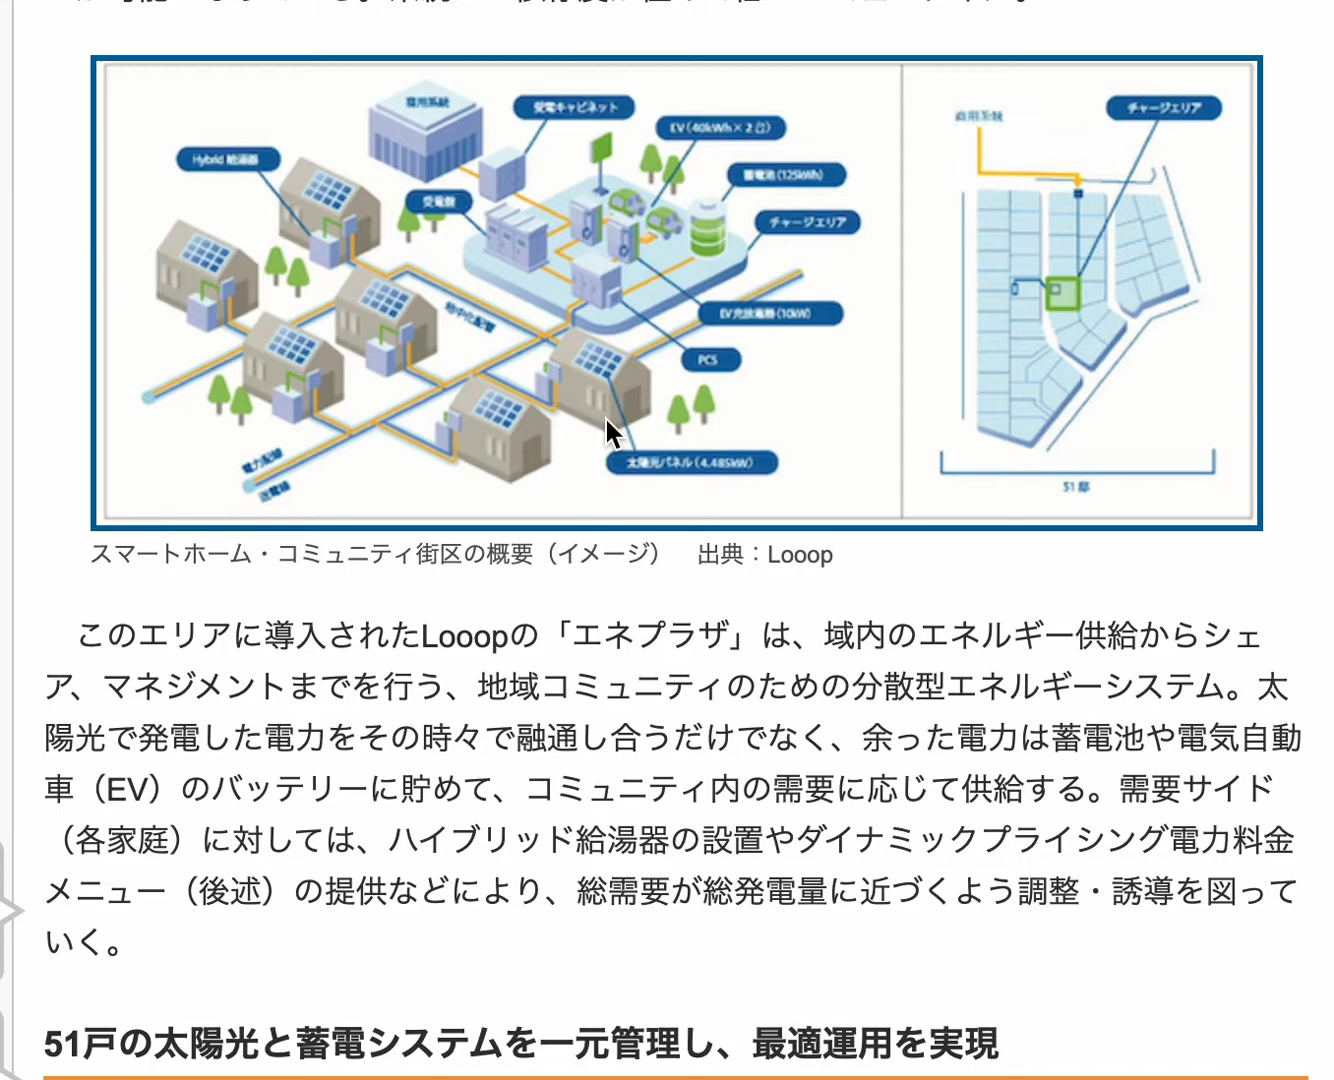 商用系統
受電キャビネット
EV(40kWh×2台)
Hybrid 給湯器
蓄電池(125kWh)
受電盤
チャージエリア
地中化配管
EV充放電器(10kW)
PCS
太陽光パネル(4.485kW)
電力配線
送電線
商用系統
チャージエリア
51邸
スマートホーム・コミュニティ街区の概要（イメージ）　出典：Looop
このエリアに導入されたLooopの「エネプラザ」は、域内のエネルギー供給からシェ
ア、マネジメントまでを行う、地域コミュニティのための分散型エネルギーシステム。太
陽光で発電した電力をその時々で融通し合うだけでなく、余った電力は蓄電池や電気自動
車（EV）のバッテリーに貯めて、コミュニティ内の需要に応じて供給する。需要サイド
（各家庭）に対しては、ハイブリッド給湯器の設置やダイナミックプライシング電力料金
メニュー（後述）の提供などにより、総需要が総発電量に近づくよう調整・誘導を図って
いく。
51戸の太陽光と蓄電システムを一元管理し、最適運用を実現